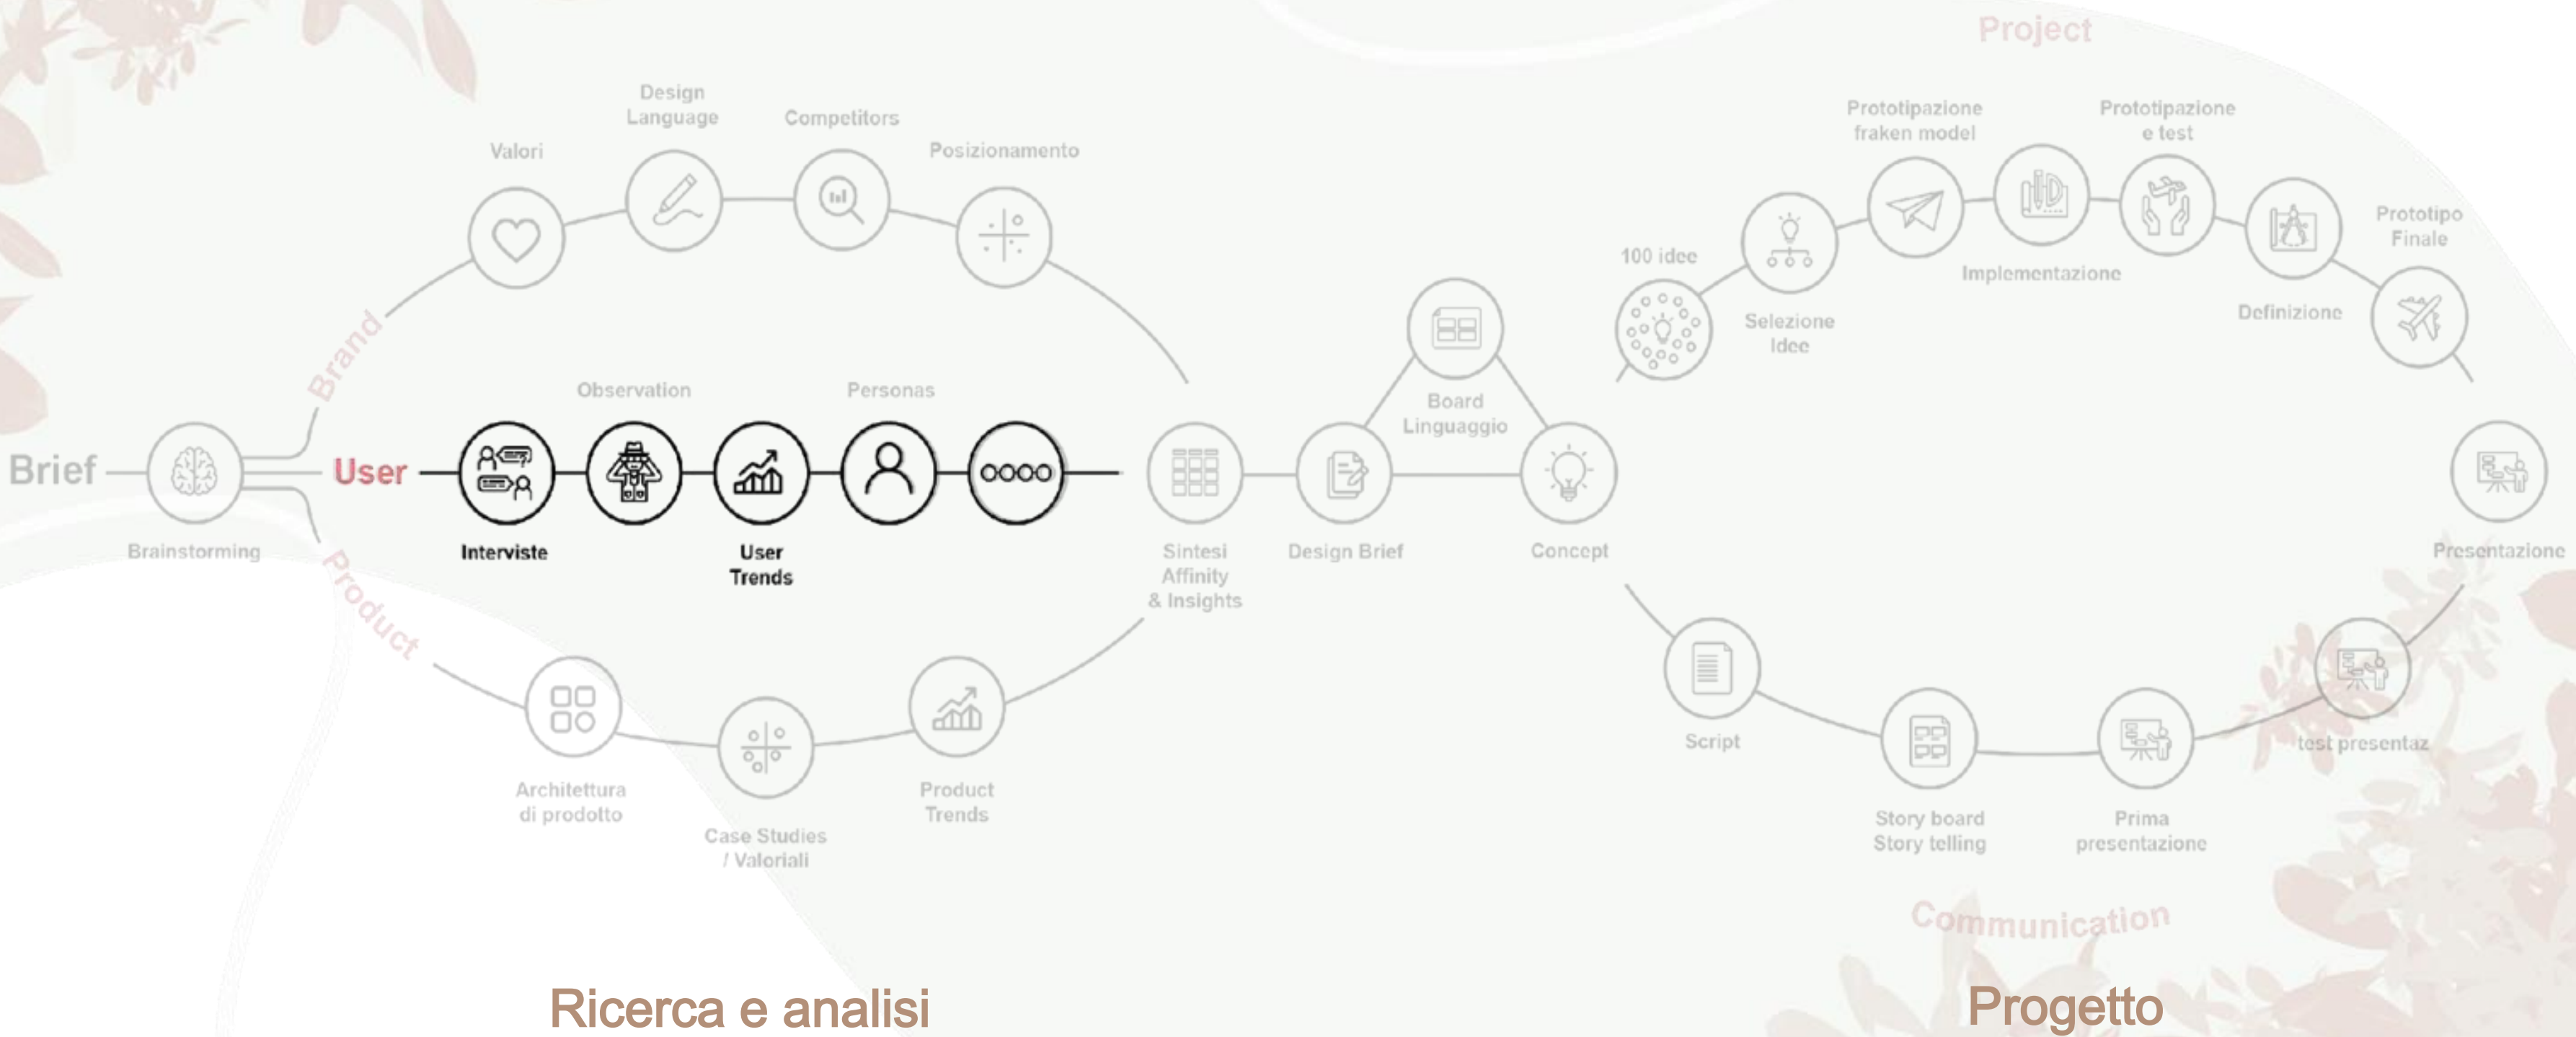 Project
Design
Language
Competitors
Valori
Posizionamento
Prototipazione
fraken model
Prototipazione
e test
Prototipo
Finale
100 idee
Implementazione
Selezione
Idee
Definizione
Brand
Observation
Personas
Board
Linguaggio
Brief
User
Brainstorming
Interviste
User
Trends
Sintesi
Affinity
& Insights
Design Brief
Concept
Presentazione
Product
Script
test presentaz
Architettura
di prodotto
Product
Trends
Case Studies
/ Valoriali
Story board
Story telling
Prima
presentazione
Communication
Ricerca e analisi
Progetto